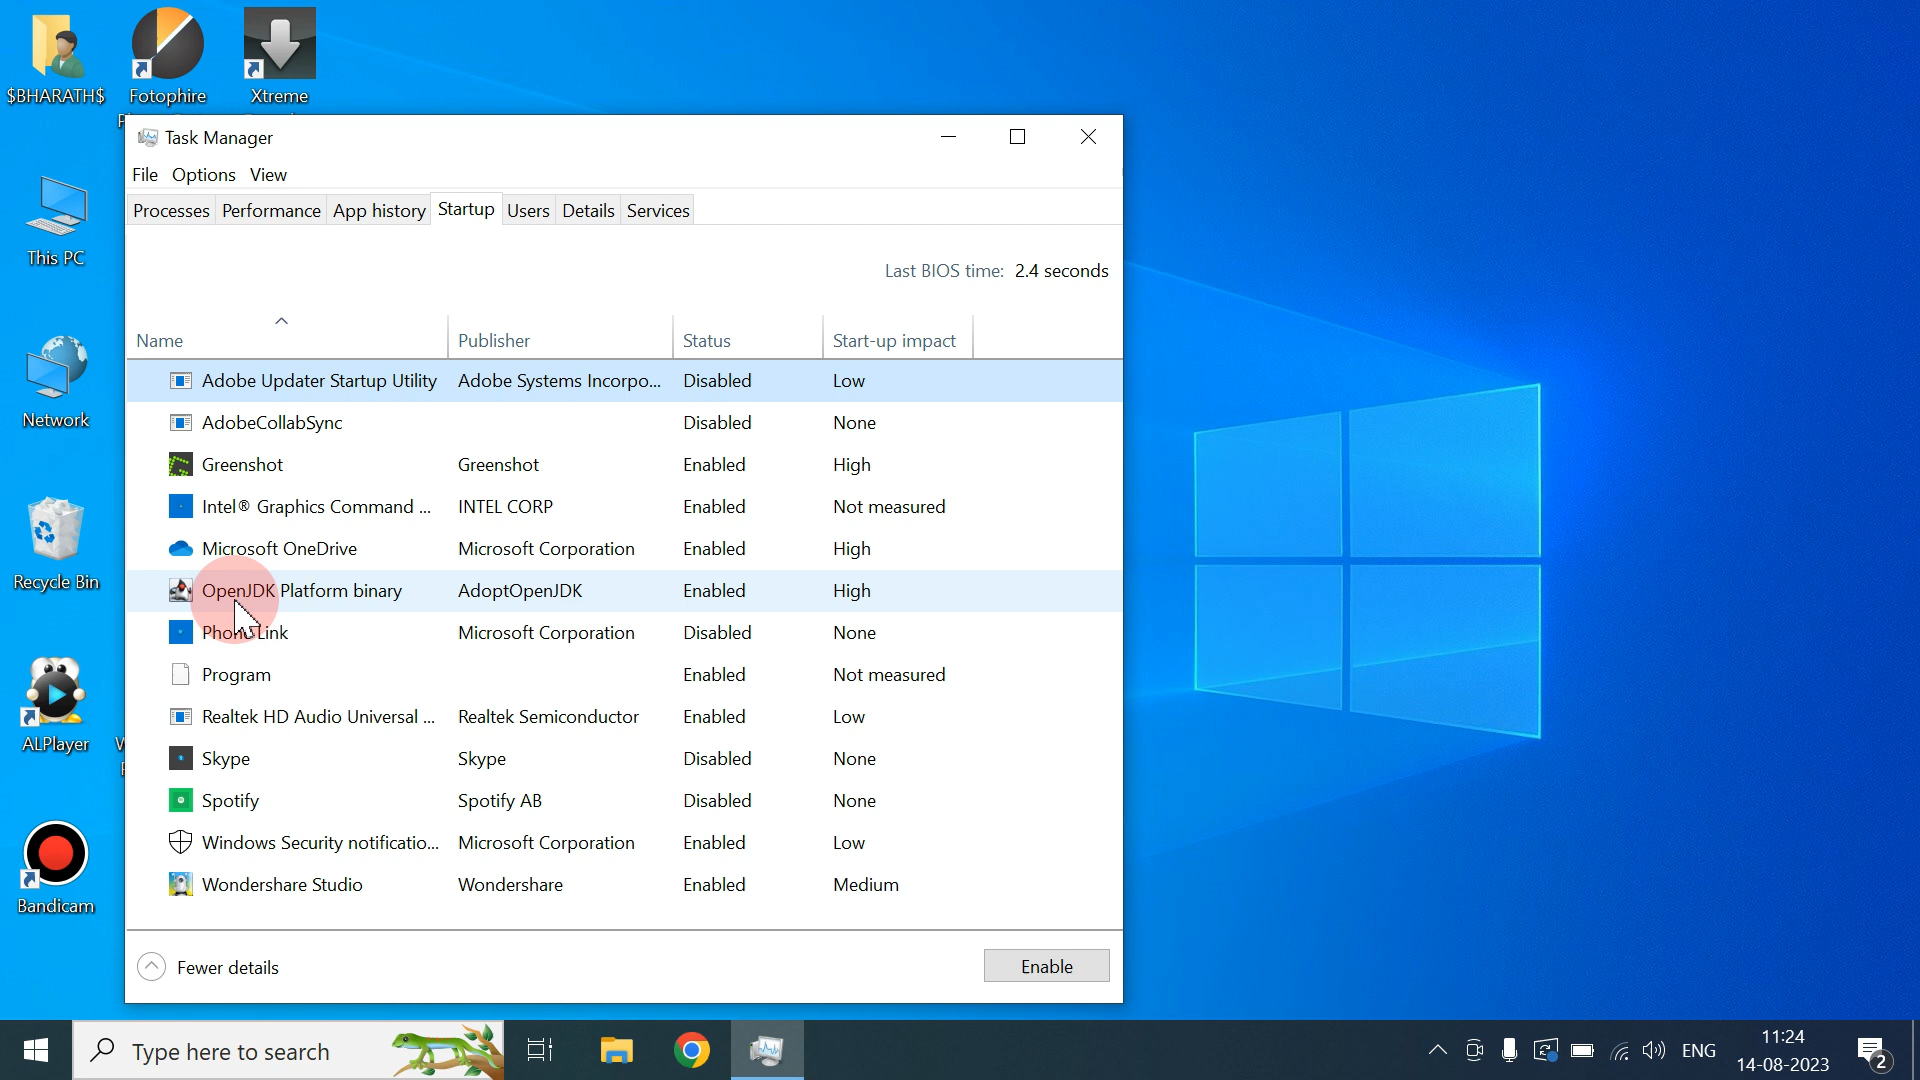 $BHARATH$
Fotophire
Xtreme
This PC
Network
Recycle Bin
ALPlayer
Bandicam
Task Manager
File Options View
Processes Performance App history Startup Users Details Services
Last BIOS time: 2.4 seconds
Name Publisher Status Start-up impact
Adobe Updater Startup Utility Adobe Systems Incorpo... Disabled Low
AdobeCollabSync Disabled None
Greenshot Greenshot Enabled High
Intel® Graphics Command ... INTEL CORP Enabled Not measured
Microsoft OneDrive Microsoft Corporation Enabled High
OpenJDK Platform binary AdoptOpenJDK Enabled High
Phone Link Microsoft Corporation Disabled None
Program Enabled Not measured
Realtek HD Audio Universal ... Realtek Semiconductor Enabled Low
Skype Skype Disabled None
Spotify Spotify AB Disabled None
Windows Security notificatio... Microsoft Corporation Enabled Low
Wondershare Studio Wondershare Enabled Medium
Fewer details Enable
Type here to search
ENG
11:24
14-08-2023
2